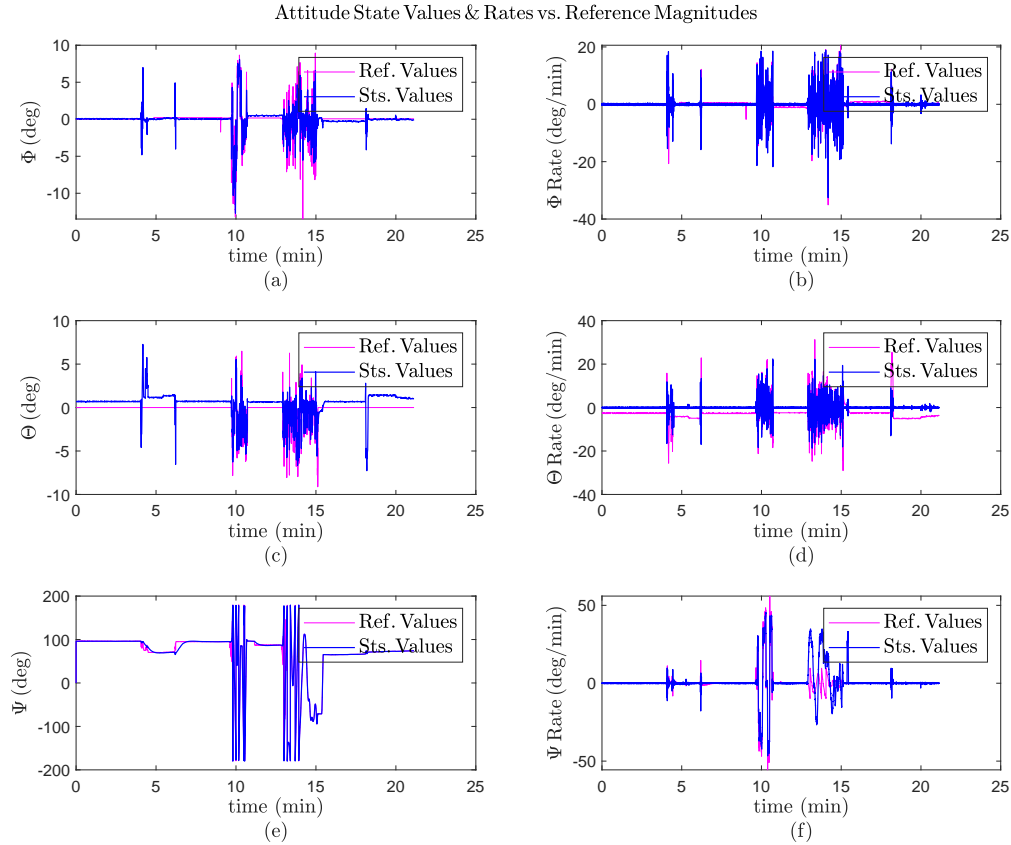 Attitude State Values & Rates vs. Reference Magnitudes
Φ (deg)
10
5
0
-5
-10
Ref. Values
Sts. Values
0 5 10 15 20 25
time (min)
(a)
Φ Rate (deg/min)
20
0
-20
-40
Ref. Values
Sts. Values
0 5 10 15 20 25
time (min)
(b)
Θ (deg)
10
5
0
-5
-10
Ref. Values
Sts. Values
0 5 10 15 20 25
time (min)
(c)
Θ Rate (deg/min)
40
20
0
-20
-40
Ref. Values
Sts. Values
0 5 10 15 20 25
time (min)
(d)
Ψ (deg)
200
100
0
-100
-200
Ref. Values
Sts. Values
0 5 10 15 20 25
time (min)
(e)
Ψ Rate (deg/min)
50
0
-50
Ref. Values
Sts. Values
0 5 10 15 20 25
time (min)
(f)